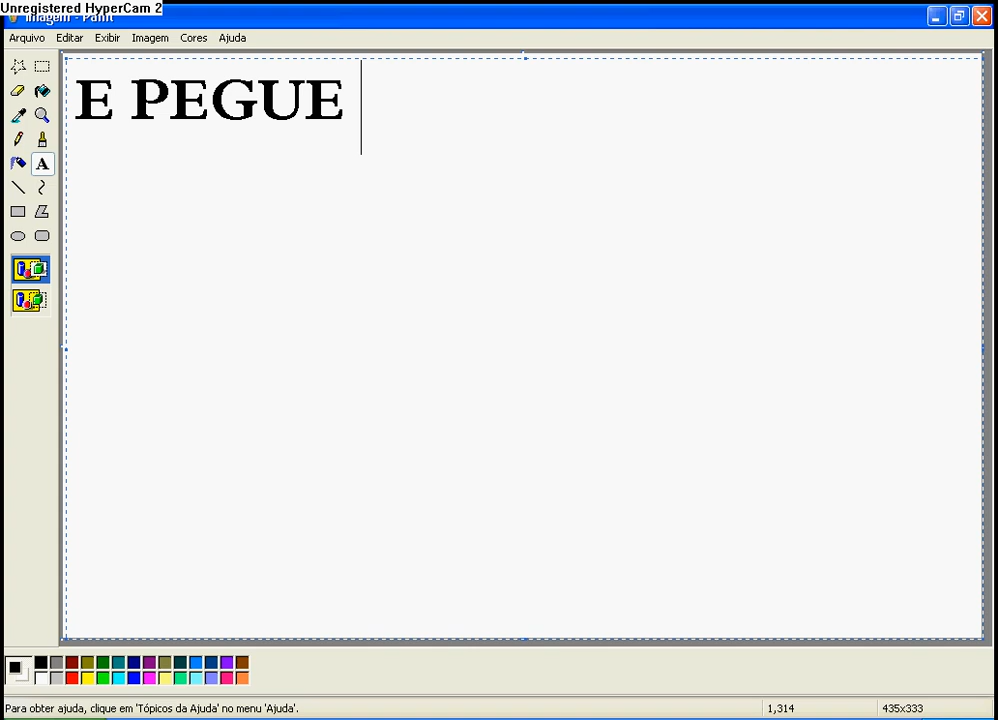 Unregistered HyperCam 2
Imagem - Paint
Arquivo Editar Exibir Imagem Cores Ajuda
E PEGUE
A
Para obter ajuda, clique em 'Tópicos da Ajuda' no menu 'Ajuda'.
1,314
435x333